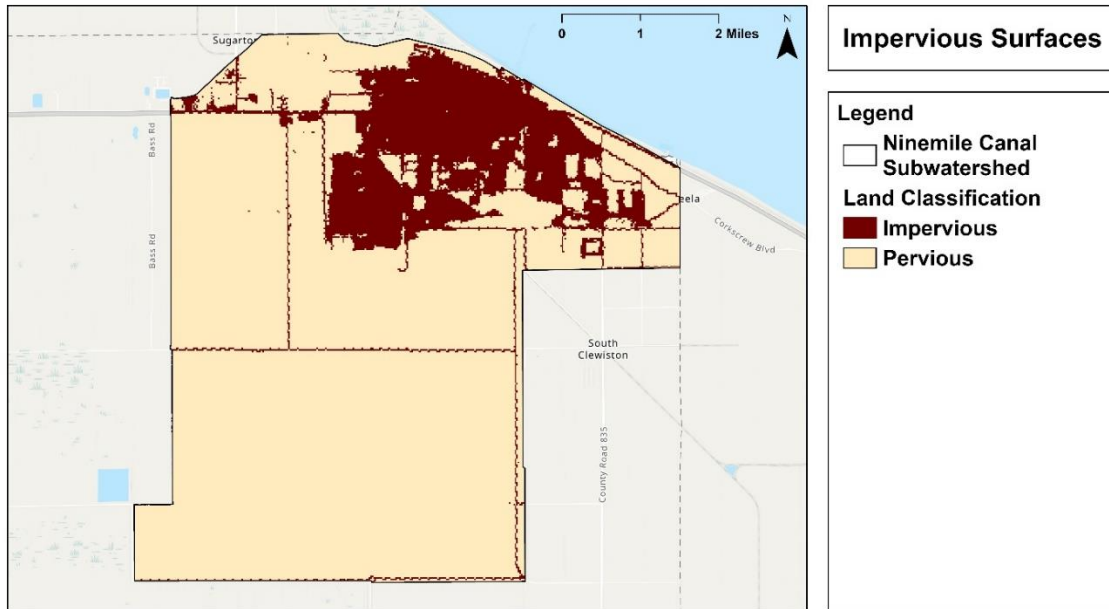 Sugarton
N
0 1 2 Miles
Bass Rd
Bass Rd
eela
Corkscrew Blvd
South
Clewiston
County Road 835
Impervious Surfaces
Legend
Ninemile Canal
Subwatershed
Land Classification
Impervious
Pervious